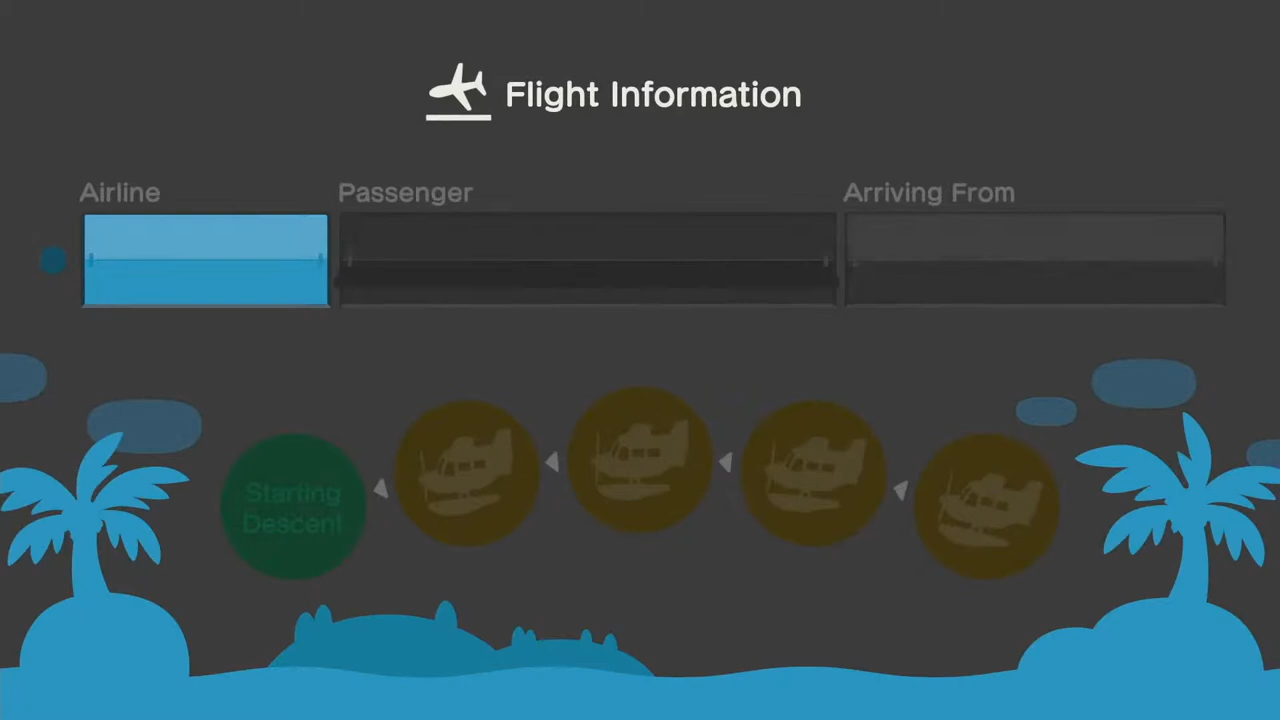 Flight Information
Airline
Passenger
Arriving From
Starting
Descent